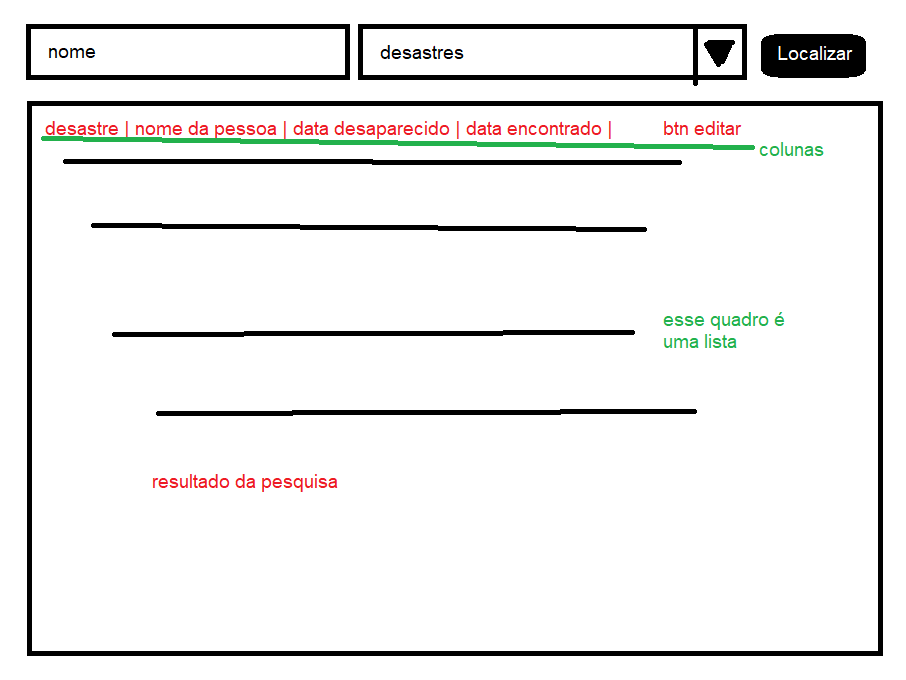 nome
desastres
Localizar
desastre | nome da pessoa | data desaparecido | data encontrado |
btn editar
colunas
esse quadro é
uma lista
resultado da pesquisa